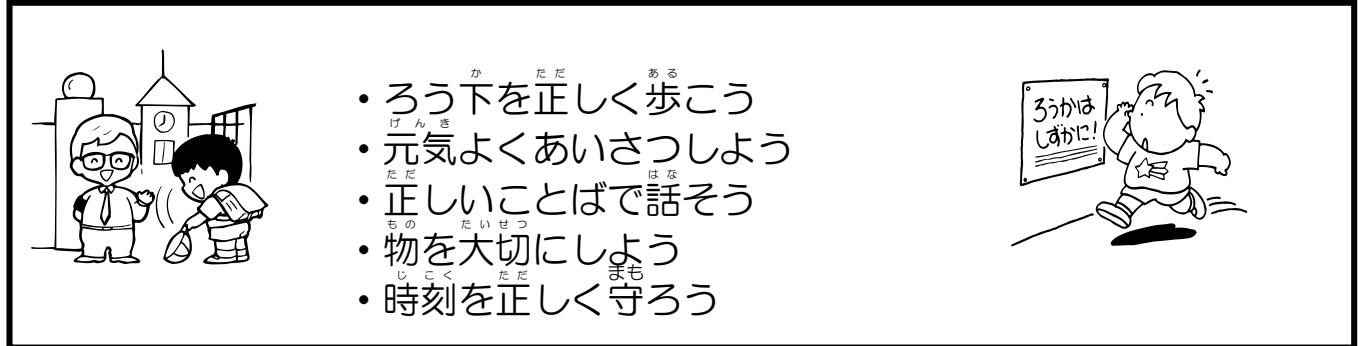 ・ろう下を正しく歩こう
・元気よくあいさつしよう
・正しいことばで話そう
・物を大切にしよう
・時刻を正しく守ろう
ろうかは
しずかに!